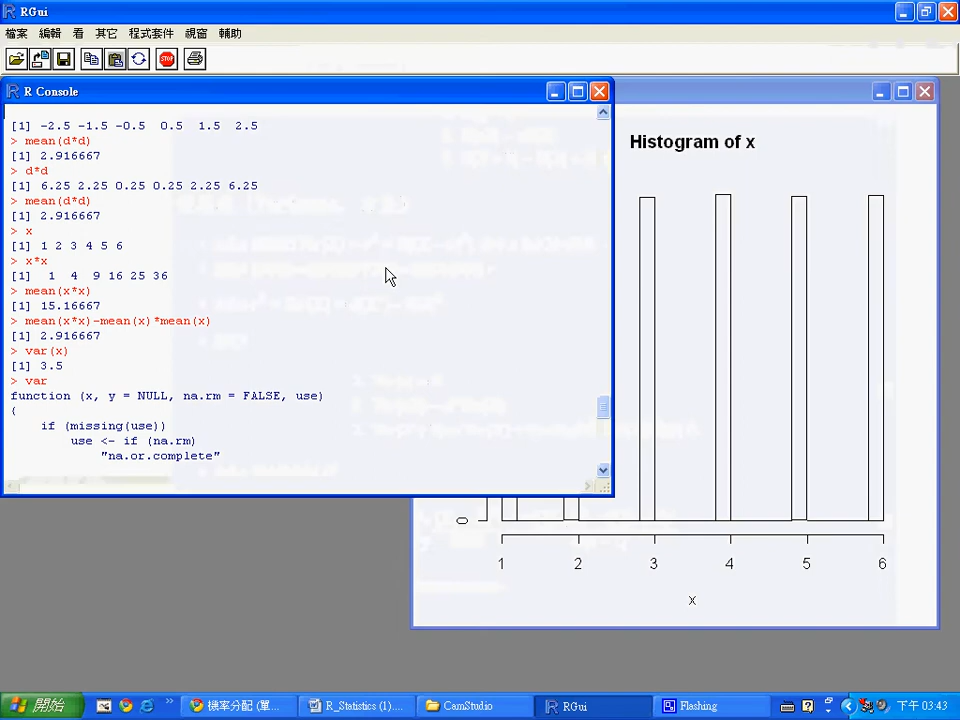 RGui
檔案 編輯 看 其它 程式套件 視窗 輔助
STOP
R Console
[1] -2.5 -1.5 -0.5  0.5  1.5  2.5
> mean(d*d)
[1] 2.916667
> d*d
[1] 6.25 2.25 0.25 0.25 2.25 6.25
> mean(d*d)
[1] 2.916667
> x
[1] 1 2 3 4 5 6
> x*x
[1]  1  4  9 16 25 36
> mean(x*x)
[1] 15.16667
> mean(x*x)-mean(x)*mean(x)
[1] 2.916667
> var(x)
[1] 3.5
> var
function (x, y = NULL, na.rm = FALSE, use)
{
    if (missing(use))
        use <- if (na.rm)
            "na.or.complete"
Histogram of x
0
1 2 3 4 5 6
x
開始 機率分配 (單... R_Statistics (1).... CamStudio RGui Flashing 下午 03:43